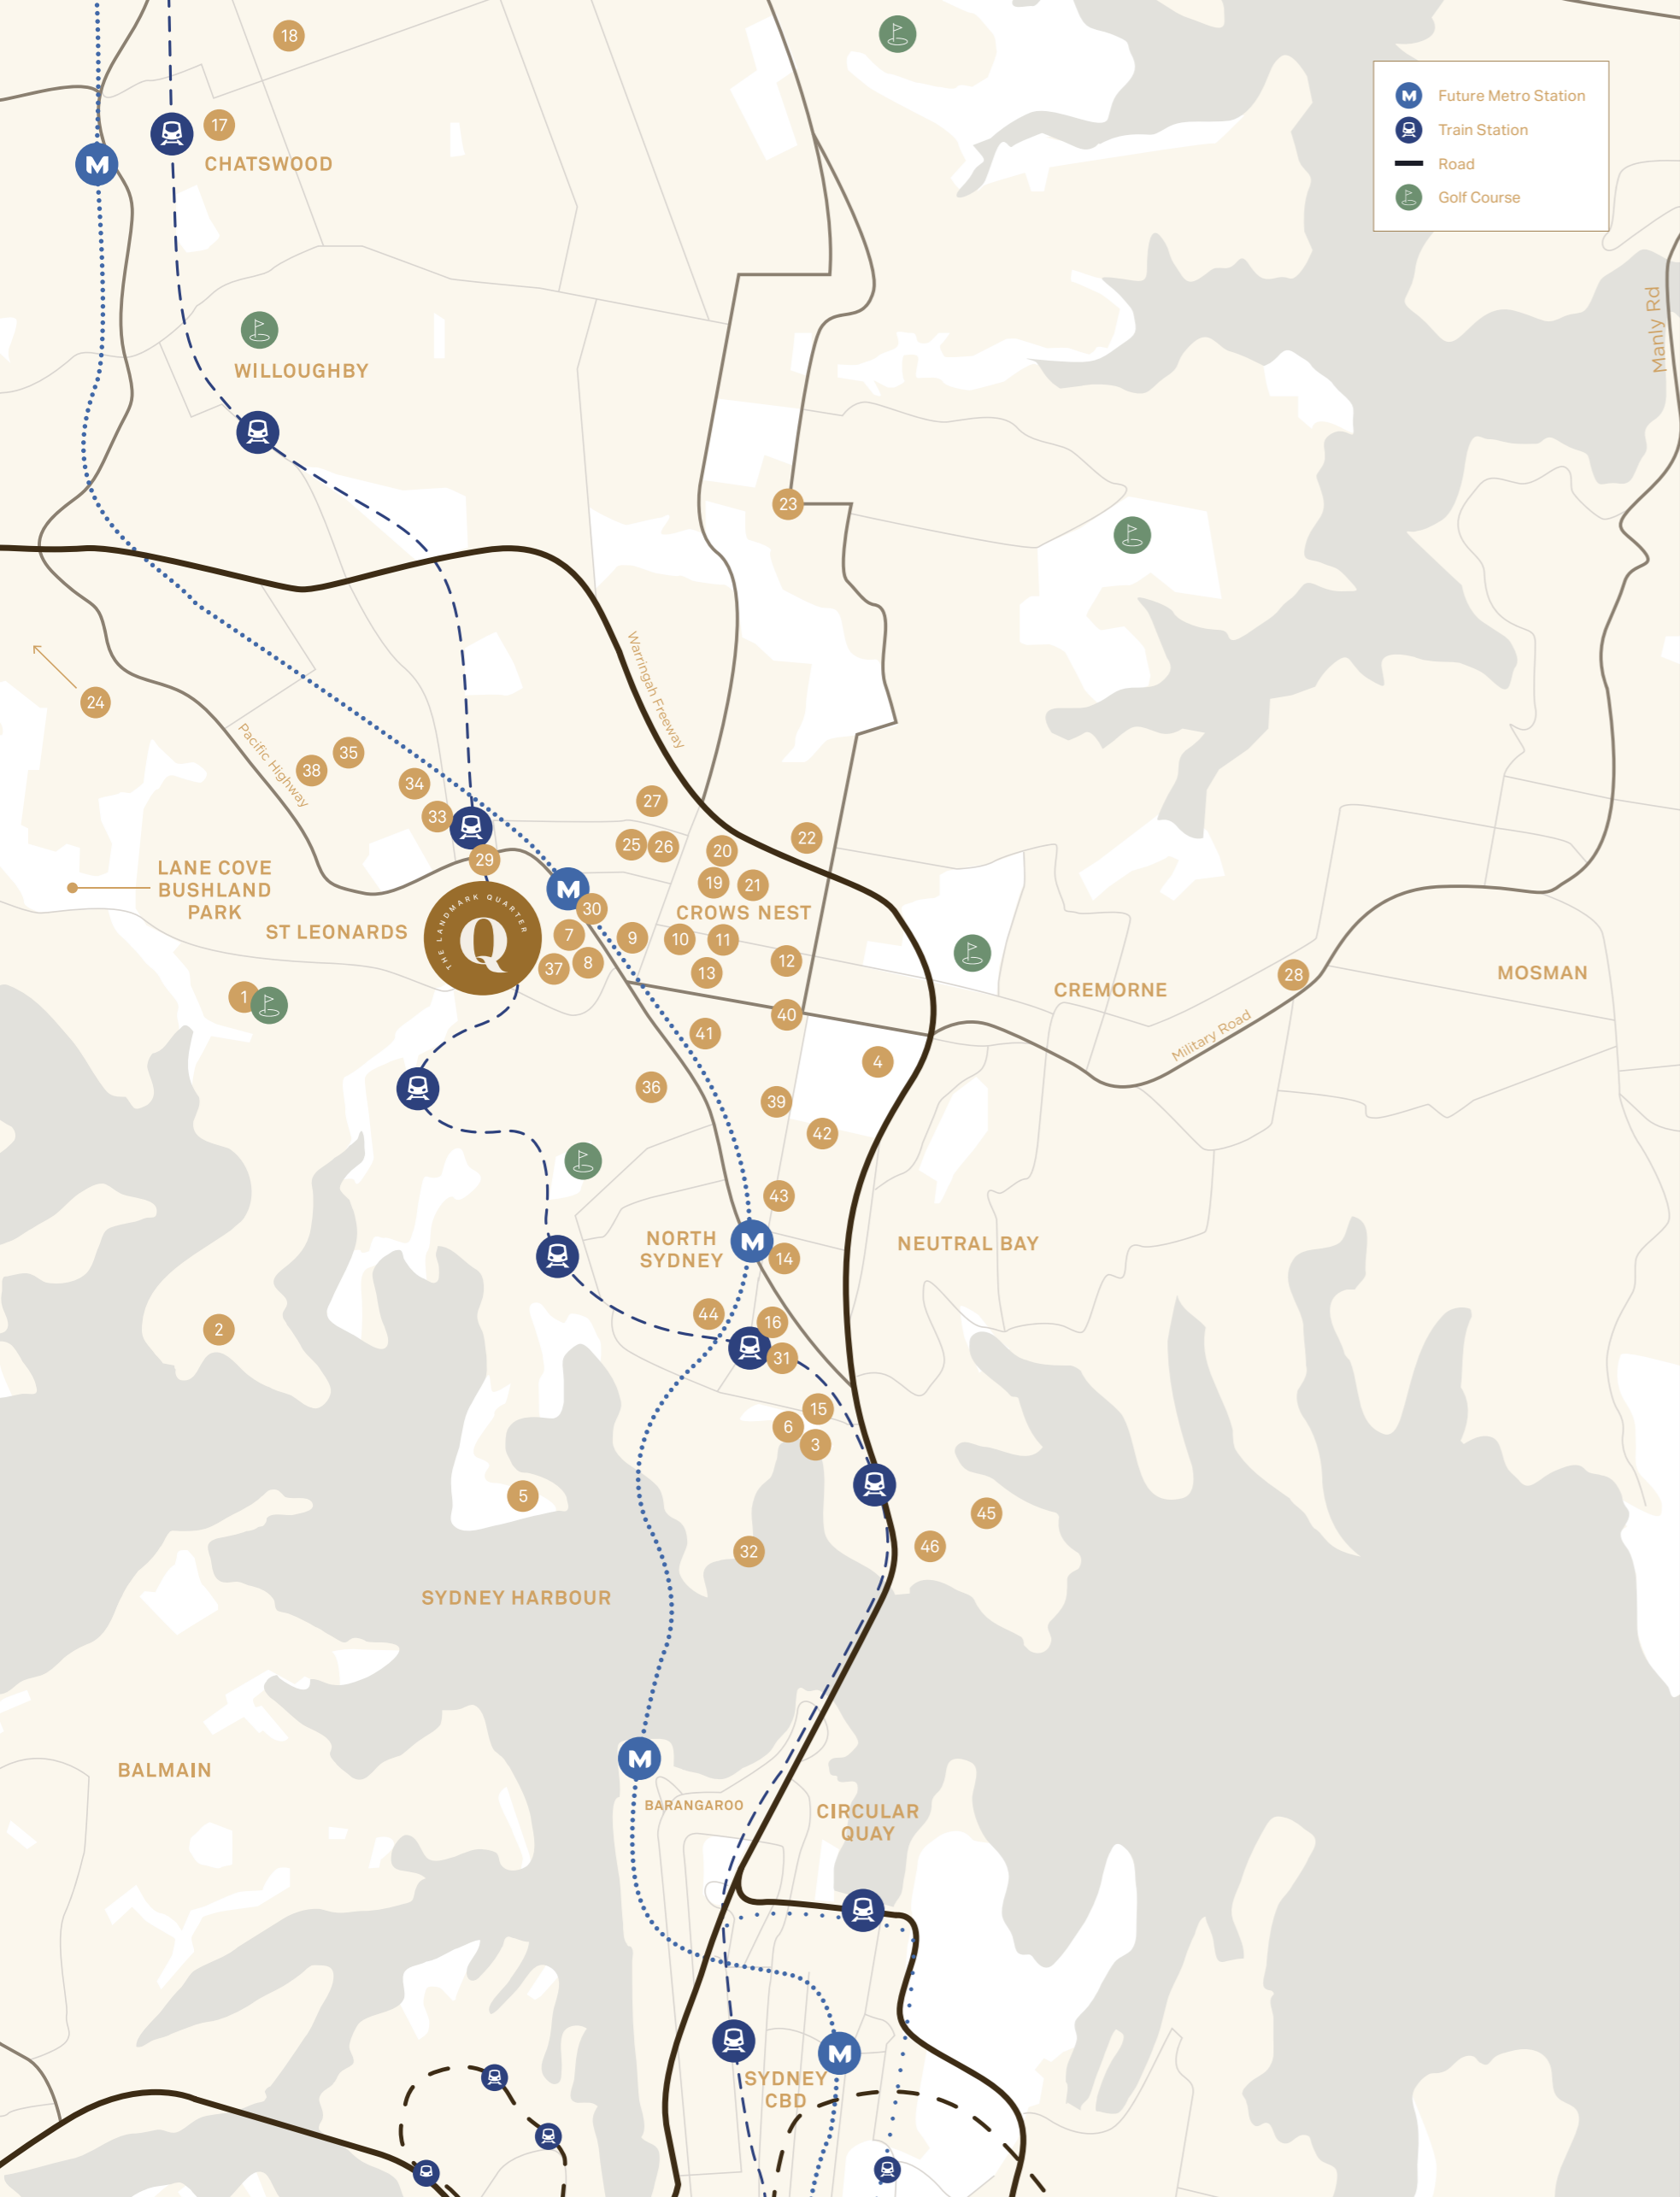 18
Future Metro Station
Train Station
Road
Golf Course
17
M
CHATSWOOD
Manly Rd
WILLOUGHBY
23
Warringah Freeway
24
Pacific Highway
35
38
34
27
33
22
25
26
20
29
LANE COVE
BUSHLAND
PARK
19
21
M
30
CROWS NEST
ST LEONARDS
THE LANDMARK QUARTER
Q
7
9
10
11
12
8
37
13
28
MOSMAN
CREMORNE
1
40
41
Military Road
4
36
39
42
43
NORTH
SYDNEY
M
14
NEUTRAL BAY
44
16
2
31
15
6
3
5
45
46
32
SYDNEY HARBOUR
M
BALMAIN
BARANGAROO
CIRCULAR
QUAY
M
SYDNEY
CBD